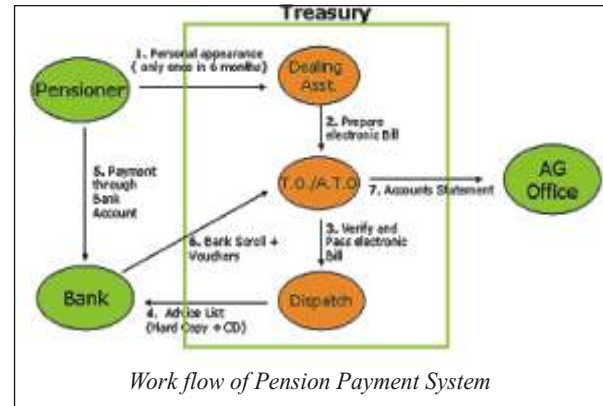 Treasury
1. Personal appearance
( only once in 6 months)
Dealing
Asst.
Pensioner
2. Prepare
electronic Bill
T.O./A.T.O
AG
Office
7. Accounts Statement
5. Payment
through
Bank
Account
6. Bank Scroll +
Vouchers
3. Verify and
Pass electronic
Bill
Bank
Dispatch
4. Advice List
(Hard Copy + CD)
Work flow of Pension Payment System